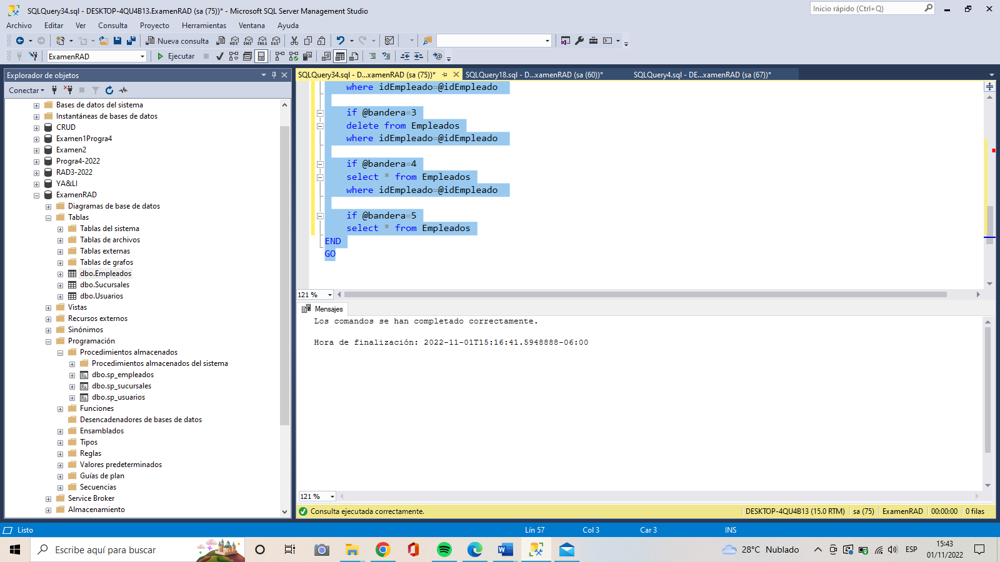 SQLQuery34.sql - DESKTOP-4QU4B13.ExamenRAD (sa (75))* - Microsoft SQL Server Management Studio
Inicio rápido (Ctrl+Q)
Archivo Editar Ver Consulta Proyecto Herramientas Ventana Ayuda
Nueva consulta MDX DMX XMLA DAX
ExamenRAD Ejecutar
Explorador de objetos
Conectar
Bases de datos del sistema
Instantáneas de bases de datos
CRUD
Examen1Progra4
Examen2
Progra4-2022
RAD3-2022
YA&LI
ExamenRAD
Diagramas de base de datos
Tablas
Tablas del sistema
Tablas de archivos
Tablas externas
Tablas de grafos
dbo.Empleados
dbo.Sucursales
dbo.Usuarios
Vistas
Recursos externos
Sinónimos
Programación
Procedimientos almacenados
Procedimientos almacenados del sistema
dbo.sp_empleados
dbo.sp_sucursales
dbo.sp_usuarios
Funciones
Desencadenadores de bases de datos
Ensamblados
Tipos
Reglas
Valores predeterminados
Guías de plan
Secuencias
Service Broker
Almacenamiento
SQLQuery34.sql - D...xamenRAD (sa (75))* SQLQuery18.sql - D...xamenRAD (sa (60))* SQLQuery4.sql - DE...xamenRAD (sa (67))*
where idEmpleado=@idEmpleado
if @bandera=3
delete from Empleados
where idEmpleado=@idEmpleado
if @bandera=4
select * from Empleados
where idEmpleado=@idEmpleado
if @bandera=5
select * from Empleados
END
GO
121 %
Mensajes
Los comandos se han completado correctamente.
Hora de finalización: 2022-11-01T15:16:41.5948888-06:00
121 %
Consulta ejecutada correctamente. DESKTOP-4QU4B13 (15.0 RTM) sa (75) ExamenRAD 00:00:00 0 filas
Listo Lín 57 Col 3 Car 3 INS
Escribe aquí para buscar 28°C Nublado ESP 15:43
01/11/2022